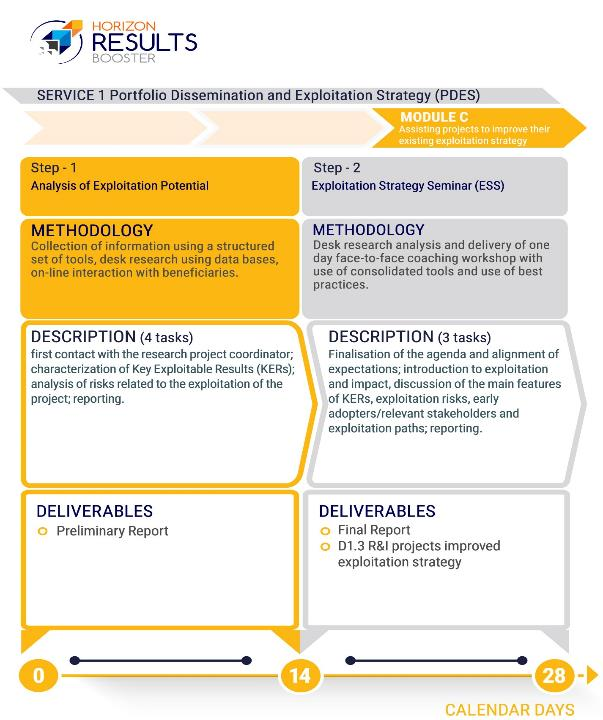 HORIZON
RESULTS
BOOSTER
SERVICE 1 Portfolio Dissemination and Exploitation Strategy (PDES)
MODULE C
Assisting projects to improve their
existing exploitation strategy
Step - 1
Analysis of Exploitation Potential
Step - 2
Exploitation Strategy Seminar (ESS)
METHODOLOGY
Collection of information using a structured
set of tools, desk research using data bases,
on-line interaction with beneficiaries.
METHODOLOGY
Desk research analysis and delivery of one
day face-to-face coaching workshop with
use of consolidated tools and use of best
practices.
DESCRIPTION (4 tasks)
first contact with the research project coordinator;
characterization of Key Exploitable Results (KERs);
analysis of risks related to the exploitation of the
project; reporting.
DESCRIPTION (3 tasks)
Finalisation of the agenda and alignment of
expectations; introduction to exploitation
and impact, discussion of the main features
of KERs, exploitation risks, early
adopters/relevant stakeholders and
exploitation paths; reporting.
DELIVERABLES
Preliminary Report
DELIVERABLES
Final Report
D1.3 R&I projects improved
exploitation strategy
0
14
28
CALENDAR DAYS